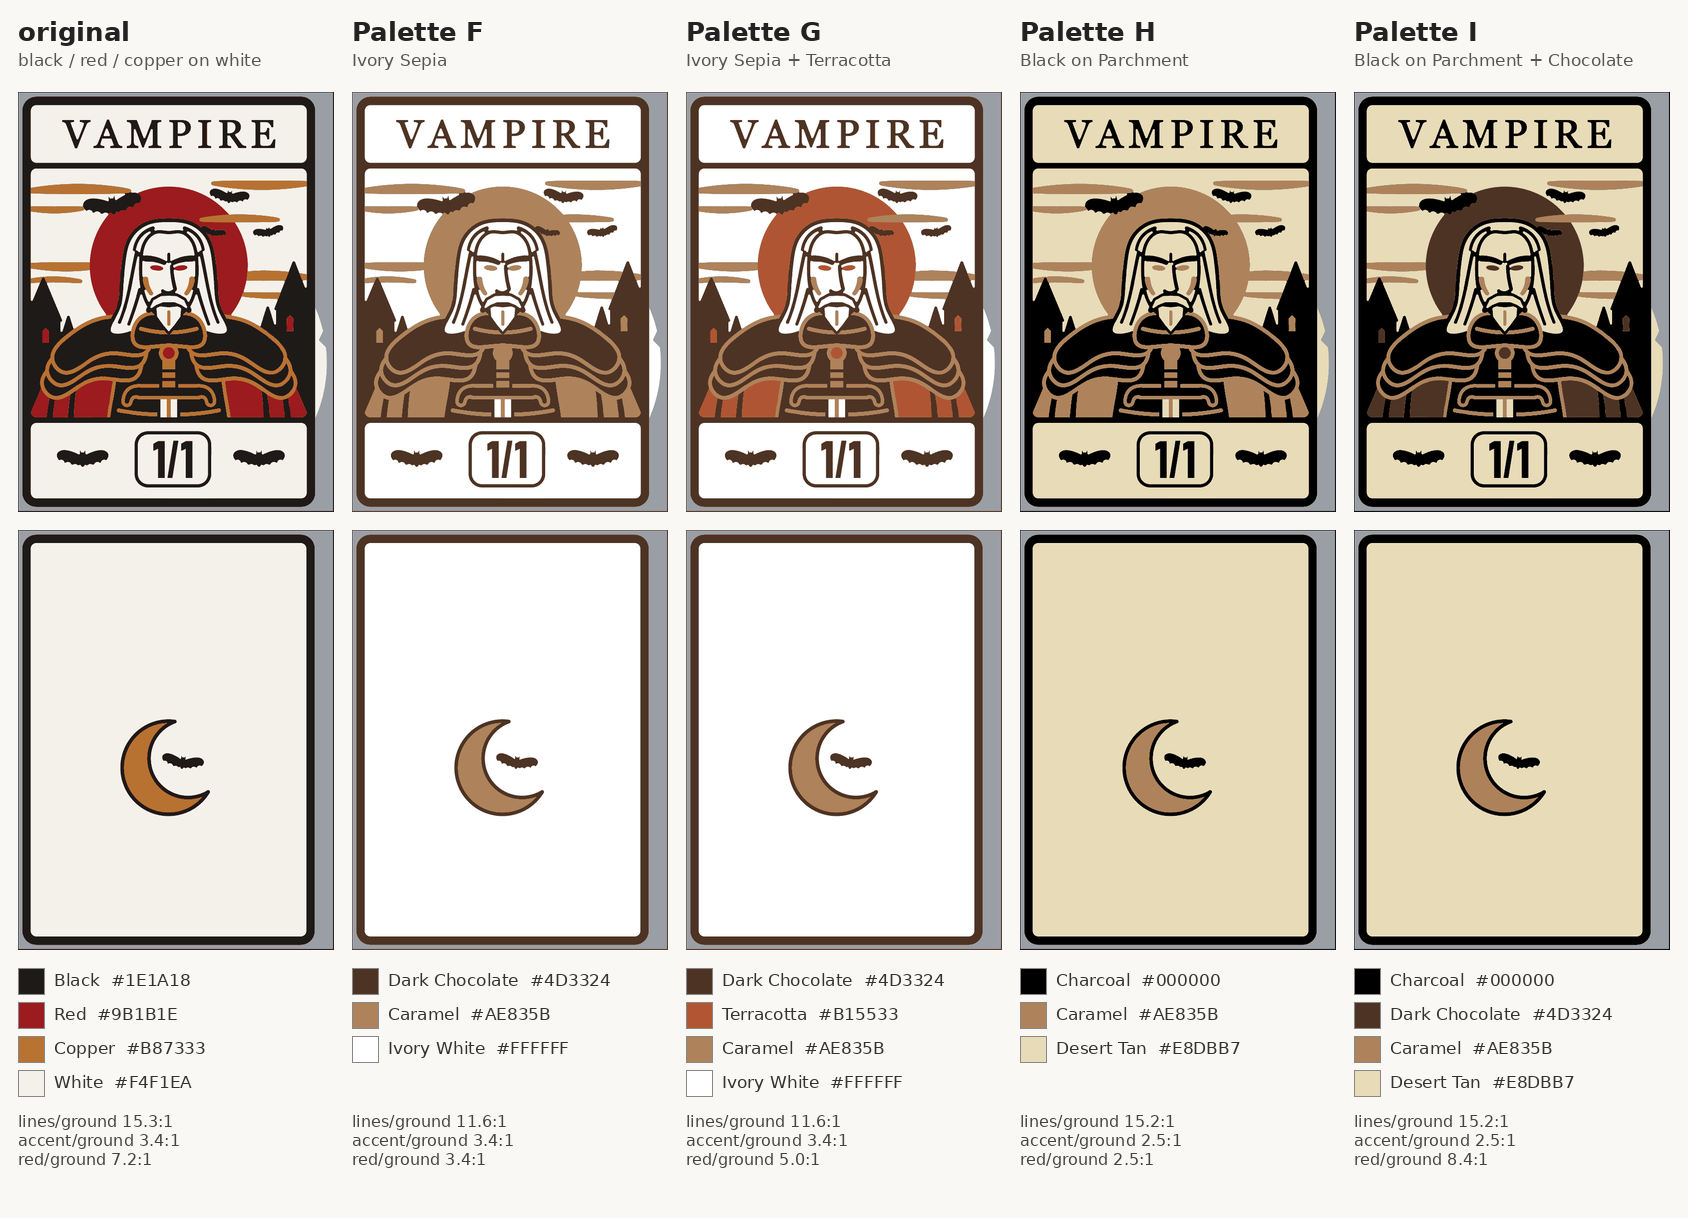 original
black / red / copper on white
VAMPIRE
1/1
Black #1E1A18
Red #9B1B1E
Copper #B87333
White #F4F1EA
lines/ground 15.3:1
accent/ground 3.4:1
red/ground 7.2:1
Palette F
Ivory Sepia
VAMPIRE
1/1
Dark Chocolate #4D3324
Caramel #AE835B
Ivory White #FFFFFF
lines/ground 11.6:1
accent/ground 3.4:1
red/ground 3.4:1
Palette G
Ivory Sepia + Terracotta
VAMPIRE
1/1
Dark Chocolate #4D3324
Terracotta #B15533
Caramel #AE835B
Ivory White #FFFFFF
lines/ground 11.6:1
accent/ground 3.4:1
red/ground 5.0:1
Palette H
Black on Parchment
VAMPIRE
1/1
Charcoal #000000
Caramel #AE835B
Desert Tan #E8DBB7
lines/ground 15.2:1
accent/ground 2.5:1
red/ground 2.5:1
Palette I
Black on Parchment + Chocolate
VAMPIRE
1/1
Charcoal #000000
Dark Chocolate #4D3324
Caramel #AE835B
Desert Tan #E8DBB7
lines/ground 15.2:1
accent/ground 2.5:1
red/ground 8.4:1